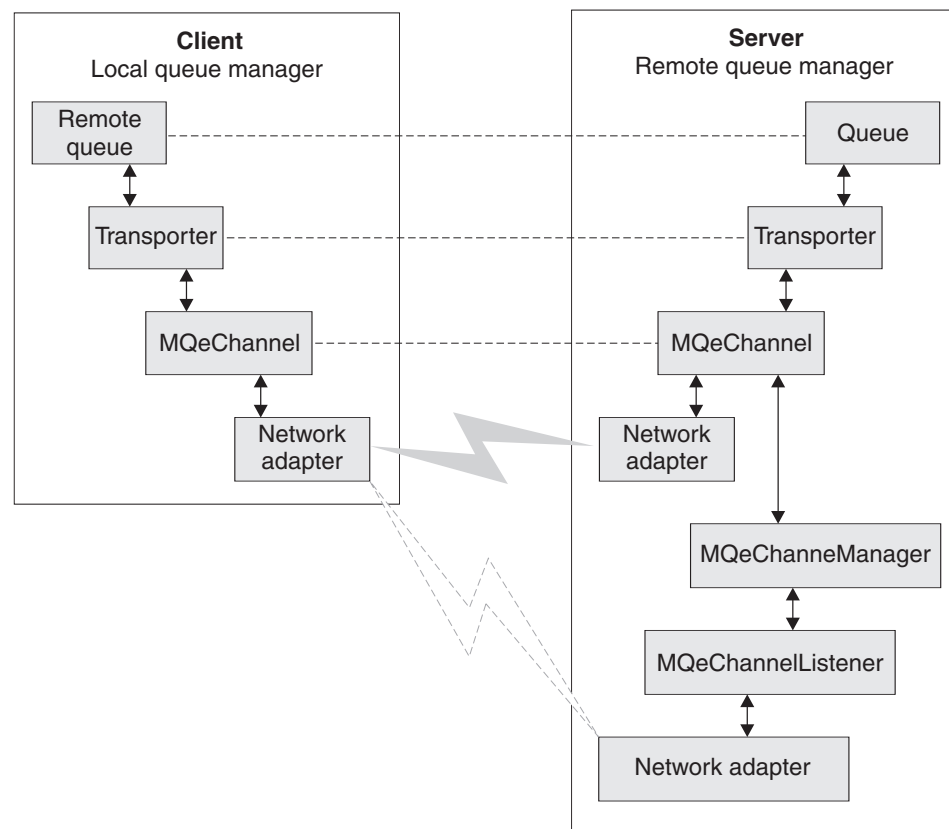 Client
Local queue manager
Remote
queue
Transporter
MQeChannel
Network
adapter
Server
Remote queue manager
Queue
Transporter
MQeChannel
Network
adapter
MQeChanneManager
MQeChannelListener
Network adapter